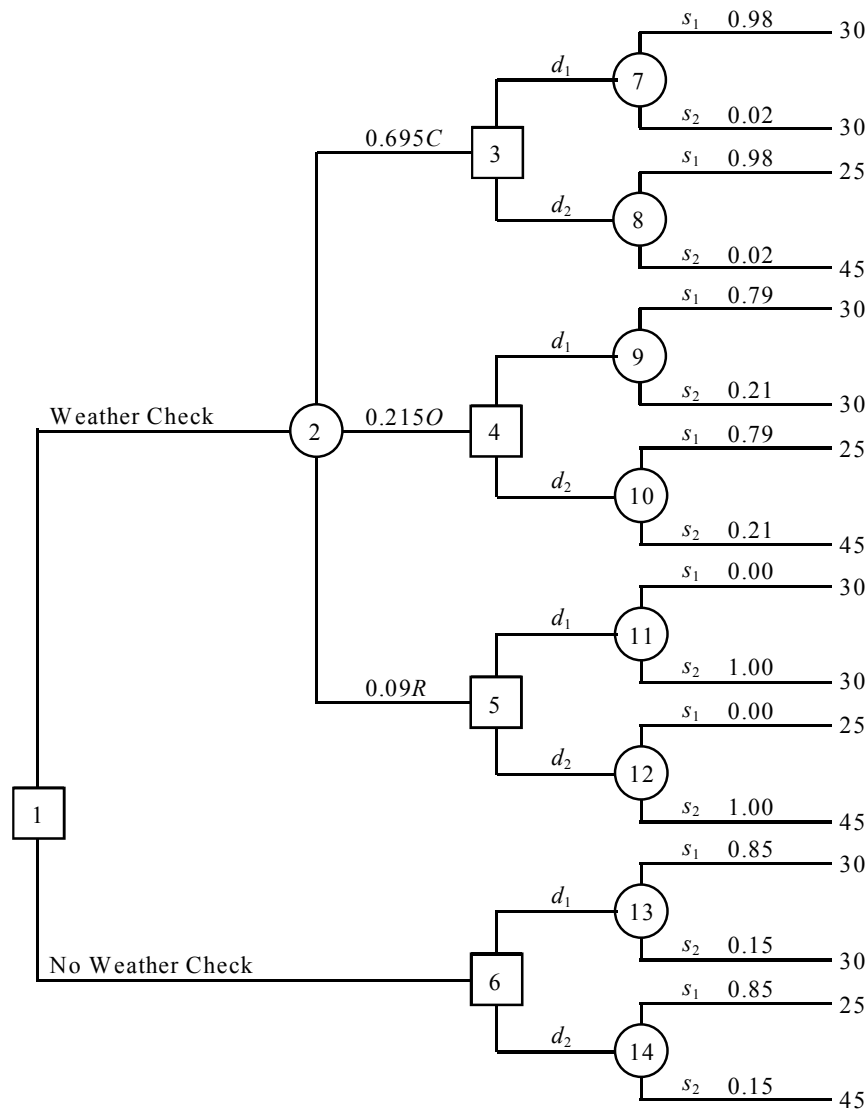 s1 0.98 30
d1 7
s2 0.02 30
0.695C 3
s1 0.98 25
d2 8
s2 0.02 45
s1 0.79 30
d1 9
s2 0.21 30
Weather Check 2 0.215O 4
s1 0.79 25
d2 10
s2 0.21 45
s1 0.00 30
d1 11
s2 1.00 30
0.09R 5
s1 0.00 25
d2 12
s2 1.00 45
1
s1 0.85 30
d1 13
s2 0.15 30
No Weather Check 6
s1 0.85 25
d2 14
s2 0.15 45